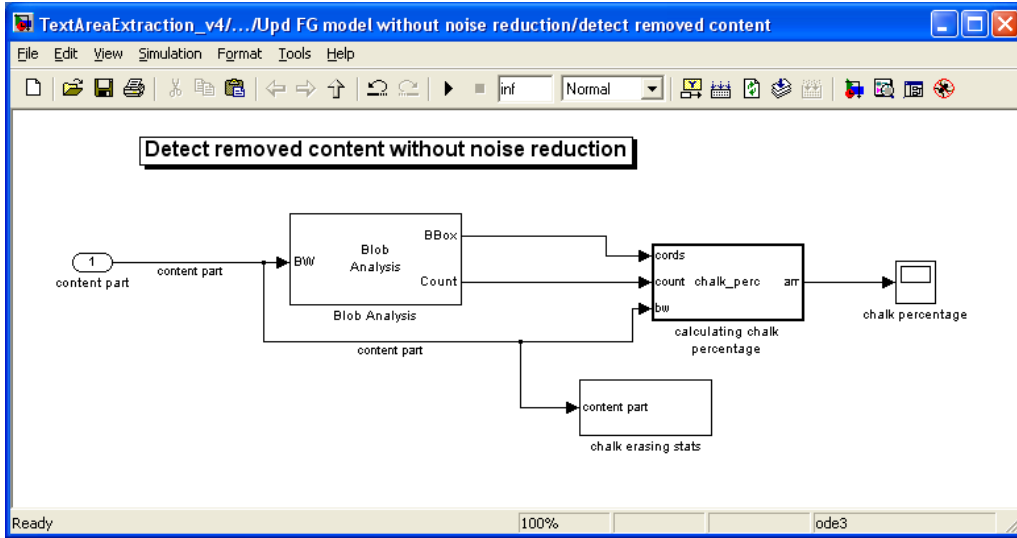 TextAreaExtraction_v4/.../Upd FG model without noise reduction/detect removed content
File Edit View Simulation Format Tools Help
inf Normal
Detect removed content without noise reduction
1
content part
content part
BW
Blob
Analysis
BBox
Count
Blob Analysis
content part
cords
count chalk_perc arr
bw
calculating chalk
percentage
chalk percentage
content part
chalk erasing stats
Ready 100% ode3